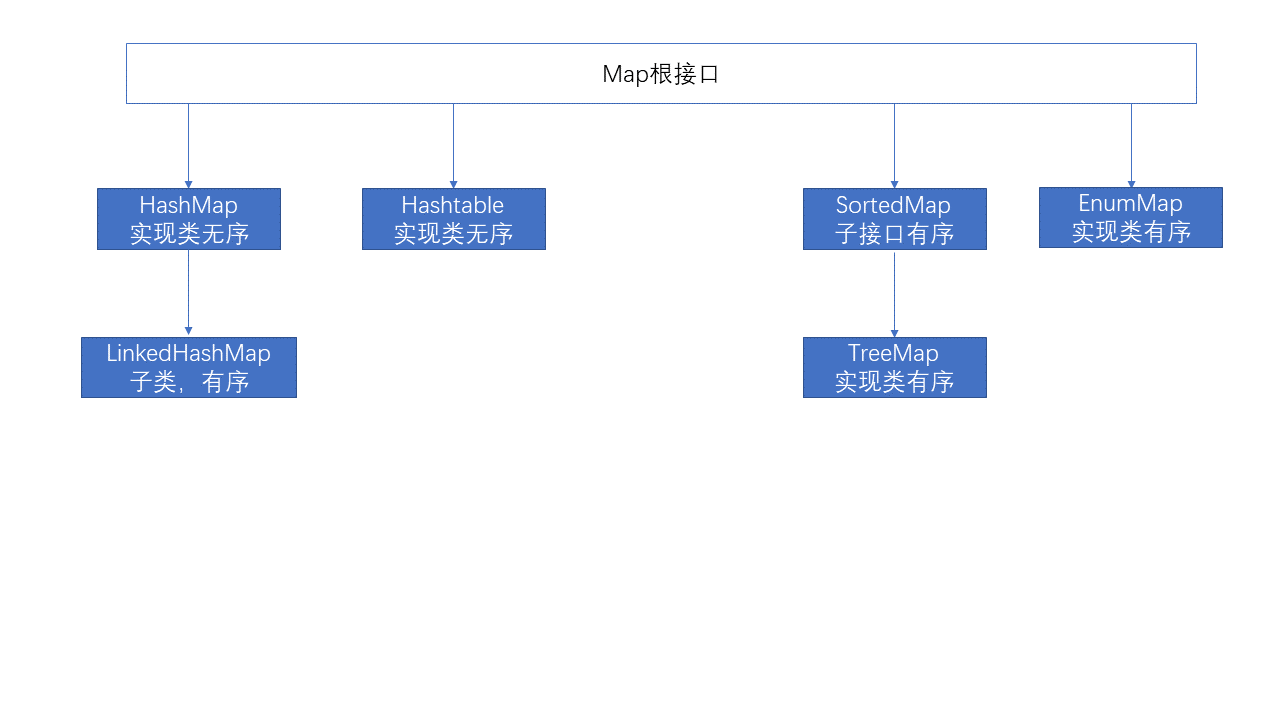 Map根接口
HashMap
实现类无序
Hashtable
实现类无序
SortedMap
子接口有序
EnumMap
实现类有序
LinkedHashMap
子类，有序
TreeMap
实现类有序